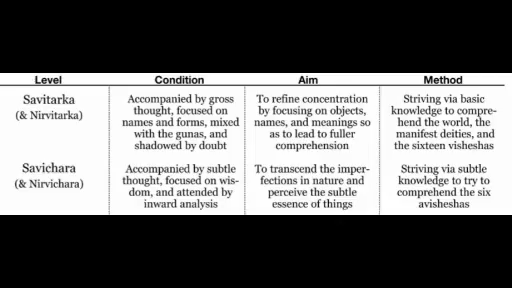 Level Condition Aim Method
Savitarka
(& Nirvitarka)
Accompanied by gross
thought, focused on
names and forms, mixed
with the gunas, and
shadowed by doubt
To refine concentration
by focusing on objects,
names, and meanings so
as to lead to fuller
comprehension
Striving via basic
knowledge to compre-
hend the world, the
manifest deities, and
the sixteen visheshas
Savichara
(& Nirvichara)
Accompanied by subtle
thought, focused on wis-
dom, and attended by
inward analysis
To transcend the imper-
fections in nature and
perceive the subtle
essence of things
Striving via subtle
knowledge to try to
comprehend the six
avisheshas